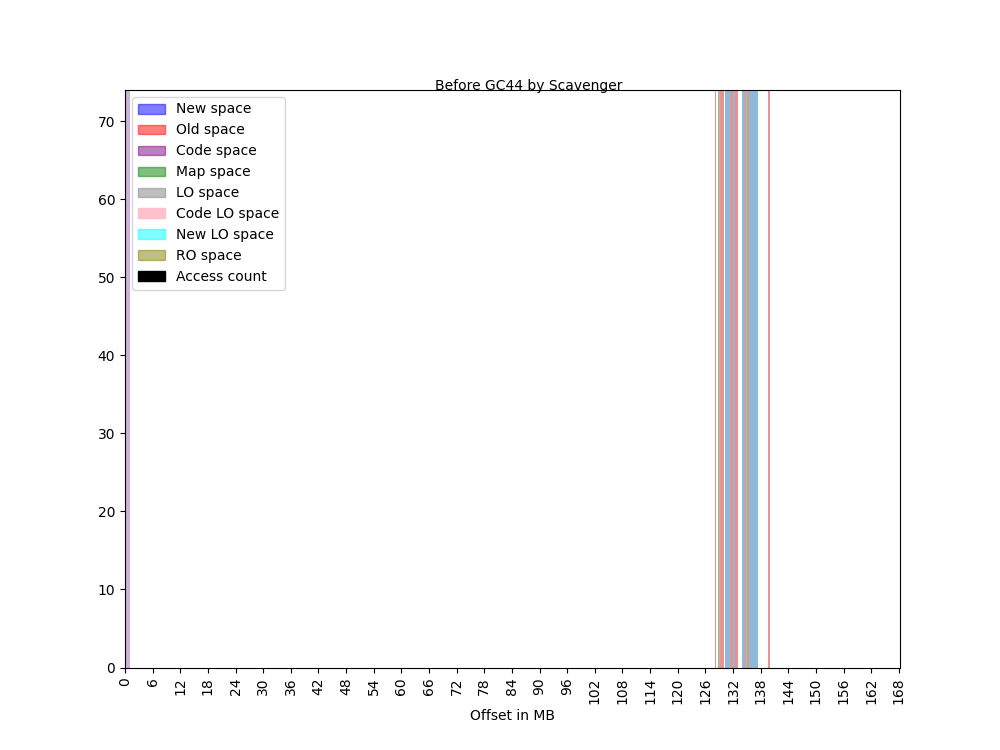 Before GC44 by Scavenger
New space
Old space
Code space
Map space
LO space
Code LO space
New LO space
RO space
Access count
70
60
50
40
30
20
10
0
0 6 12 18 24 30 36 42 48 54 60 66 72 78 84 90 96 102 108 114 120 126 132 138 144 150 156 162 168
Offset in MB